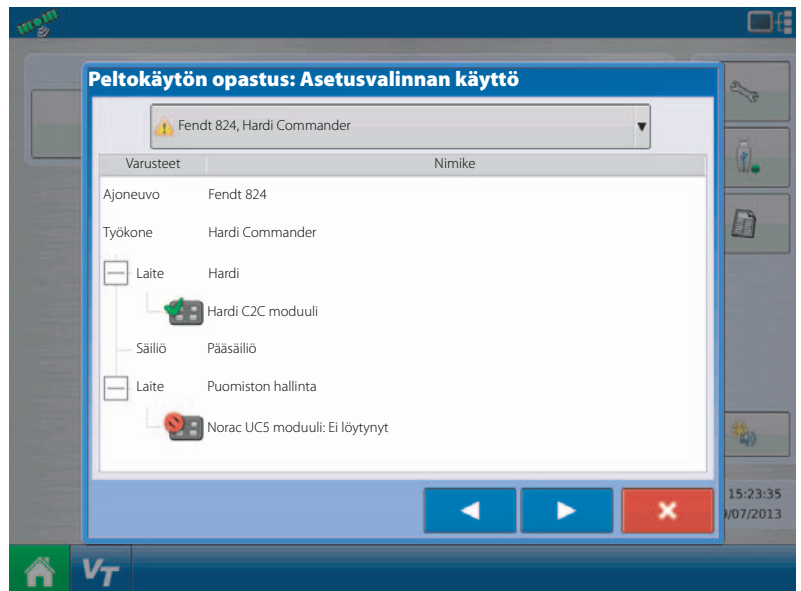 Peltokäytön opastus: Asetusvalinnan käyttö
Fendt 824, Hardi Commander
Varusteet Nimike
Ajoneuvo Fendt 824
Työkone Hardi Commander
Laite Hardi
Hardi C2C moduuli
Säiliö Pääsäiliö
Laite Puomiston hallinta
Norac UC5 moduuli: Ei löytynyt
15:23:35
/07/2013
VT